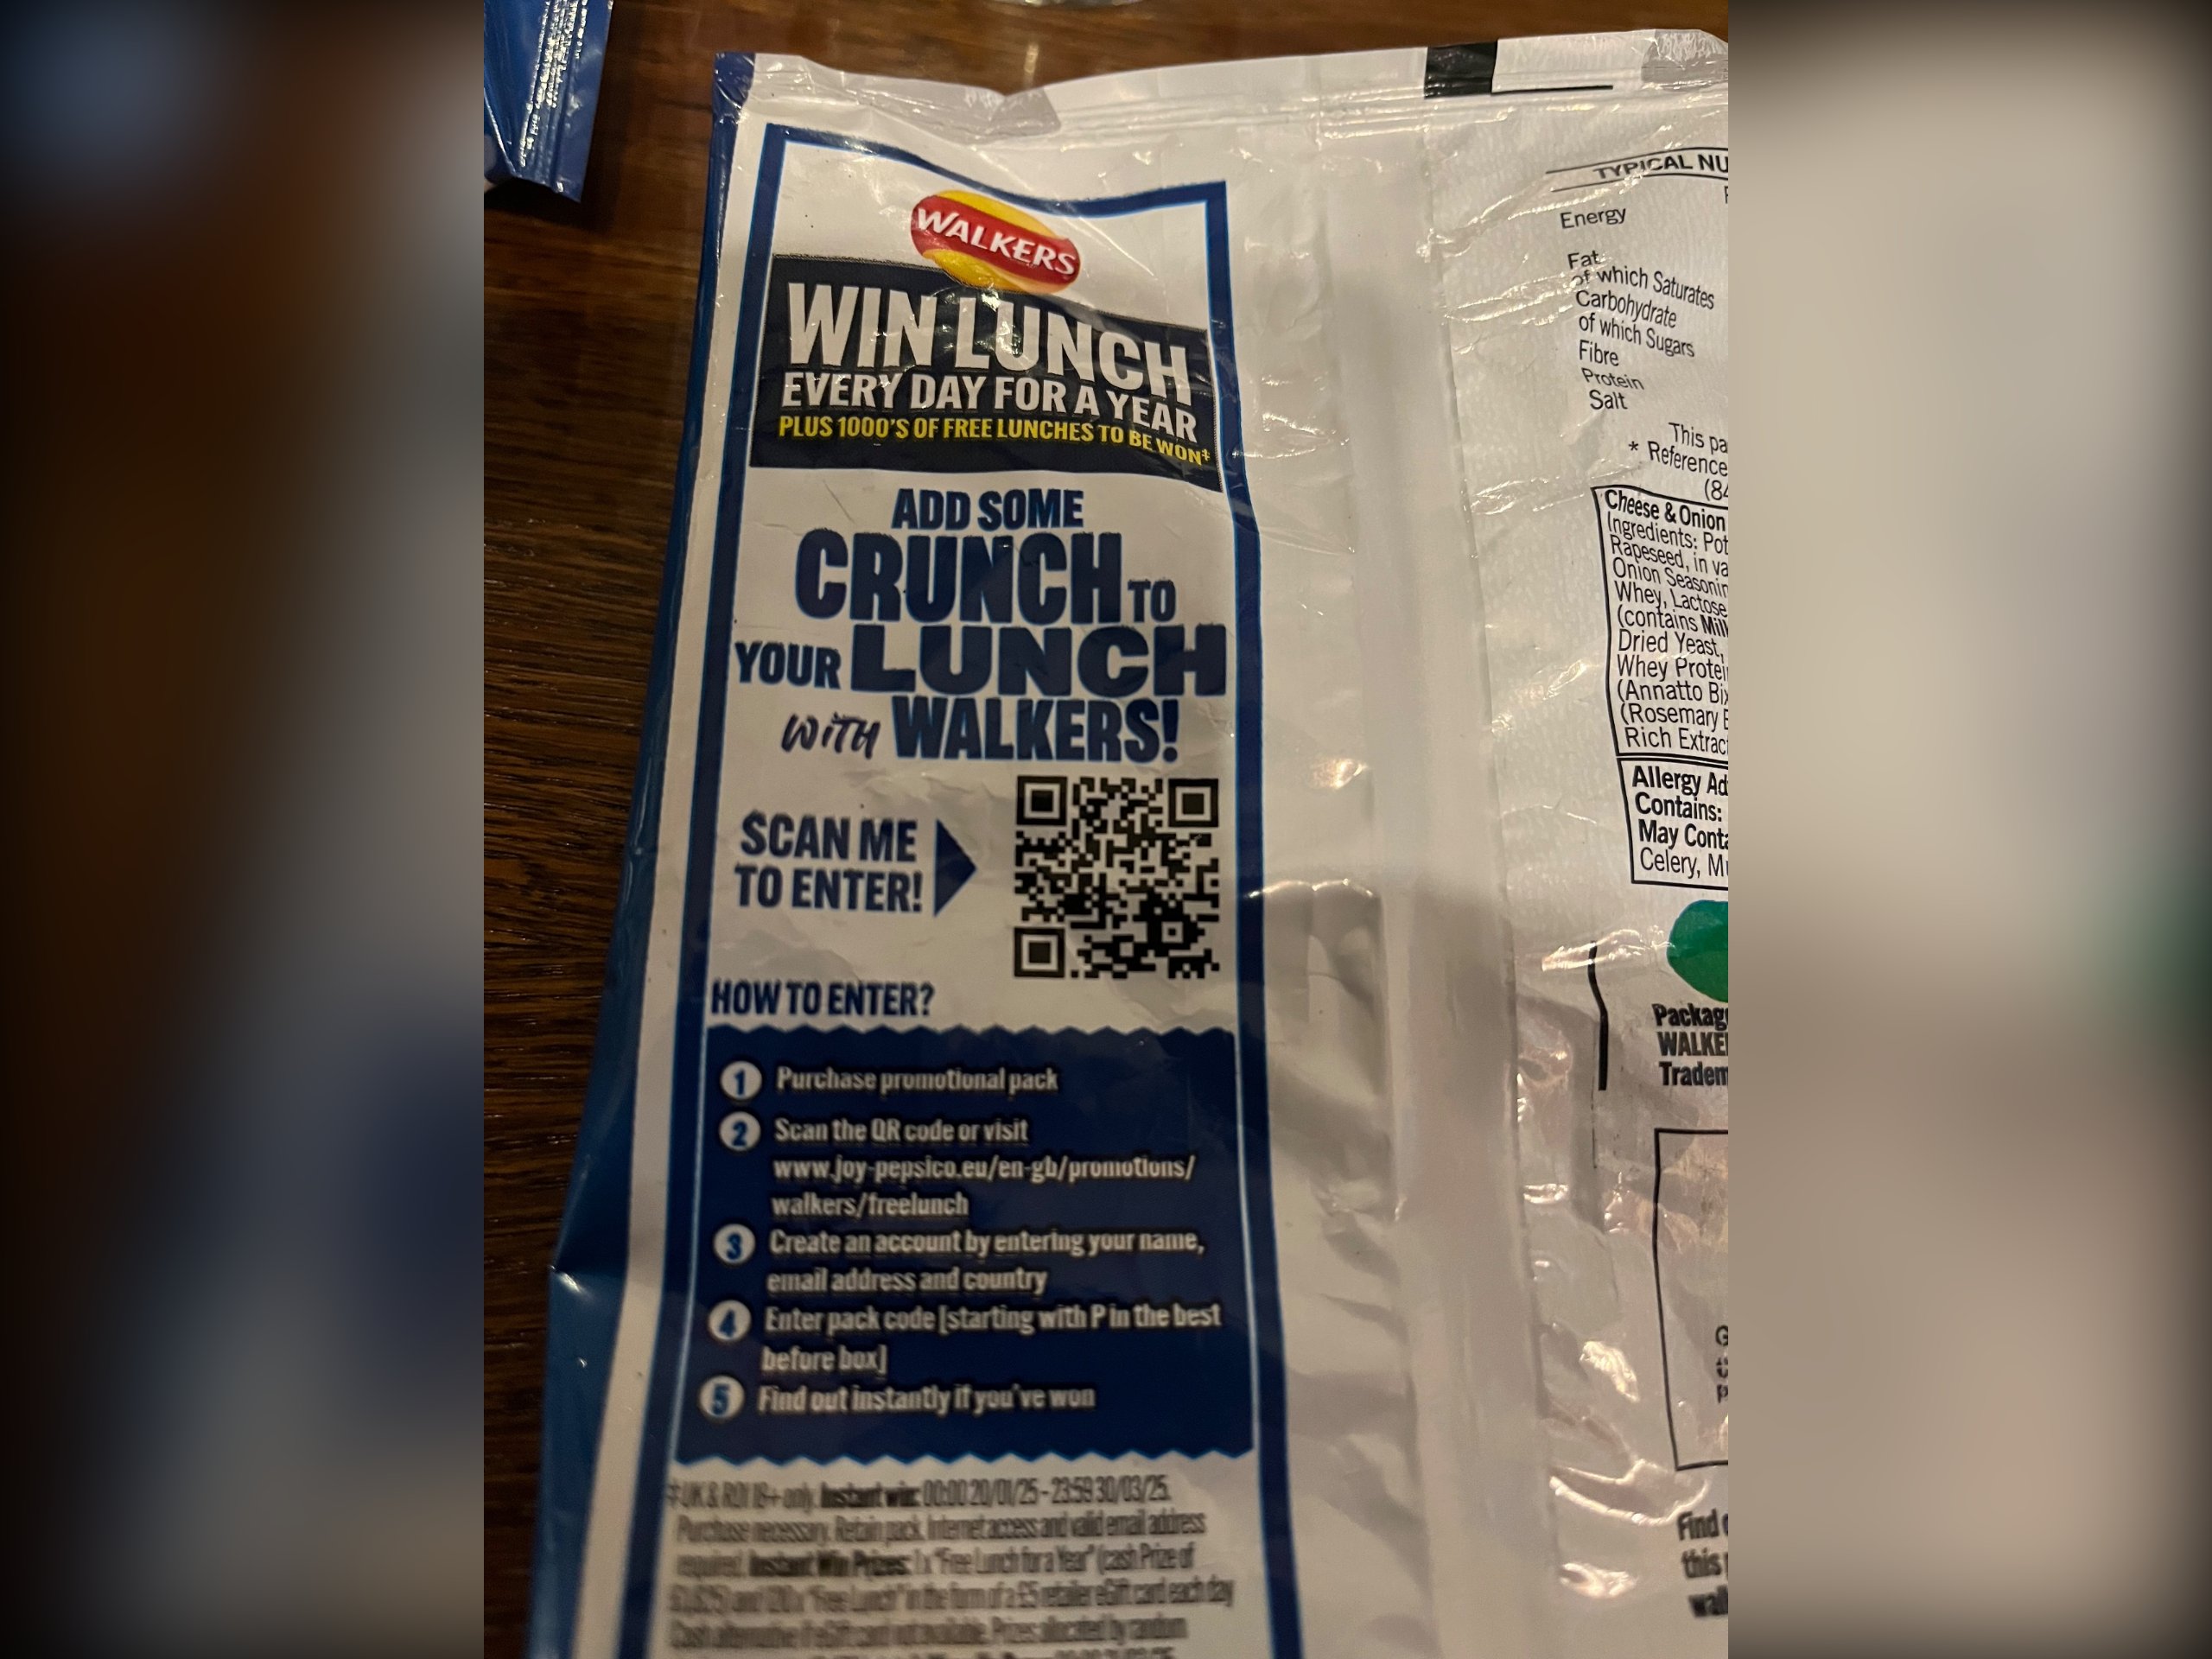 WALKERS
WIN LUNCH
EVERY DAY FOR A YEAR
PLUS 1000'S OF FREE LUNCHES TO BE WON‡
ADD SOME
CRUNCH TO
YOUR LUNCH
WITH WALKERS!
SCAN ME
TO ENTER!
HOW TO ENTER?
1 Purchase promotional pack
2 Scan the QR code or visit
www.joy-pepsico.eu/en-gb/promotions/
walkers/freelunch
3 Create an account by entering your name,
email address and country
4 Enter pack code [starting with P in the best
before box]
5 Find out instantly if you've won
‡UK & ROI 18+ only. Instant win: 00:00 20/01/25 - 23:59 30/03/25.
Purchase necessary. Retain pack. Internet access and valid email address
required. Instant Win Prizes: 1 x "Free Lunch for a Year" (cash Prize of
and "Free Lunch" in the form of a £5 retailer eGift card each day
Cash alternative if eGift card not available. Prizes allocated by random
TYPICAL NU
Energy
Fat
of which Saturates
Carbohydrate
of which Sugars
Fibre
Protein
Salt
This pa
* Reference
(84
Cheese & Onion
Ingredients: Pot
Rapeseed, in va
Onion Seasonin
Whey, Lactose
(contains Milk
Dried Yeast,
Whey Protei
(Annatto Bix
(Rosemary E
Rich Extrac
Allergy Ad
Contains:
May Conta
Celery, Mu
Packag
WALKE
Tradem
Find
this
wal